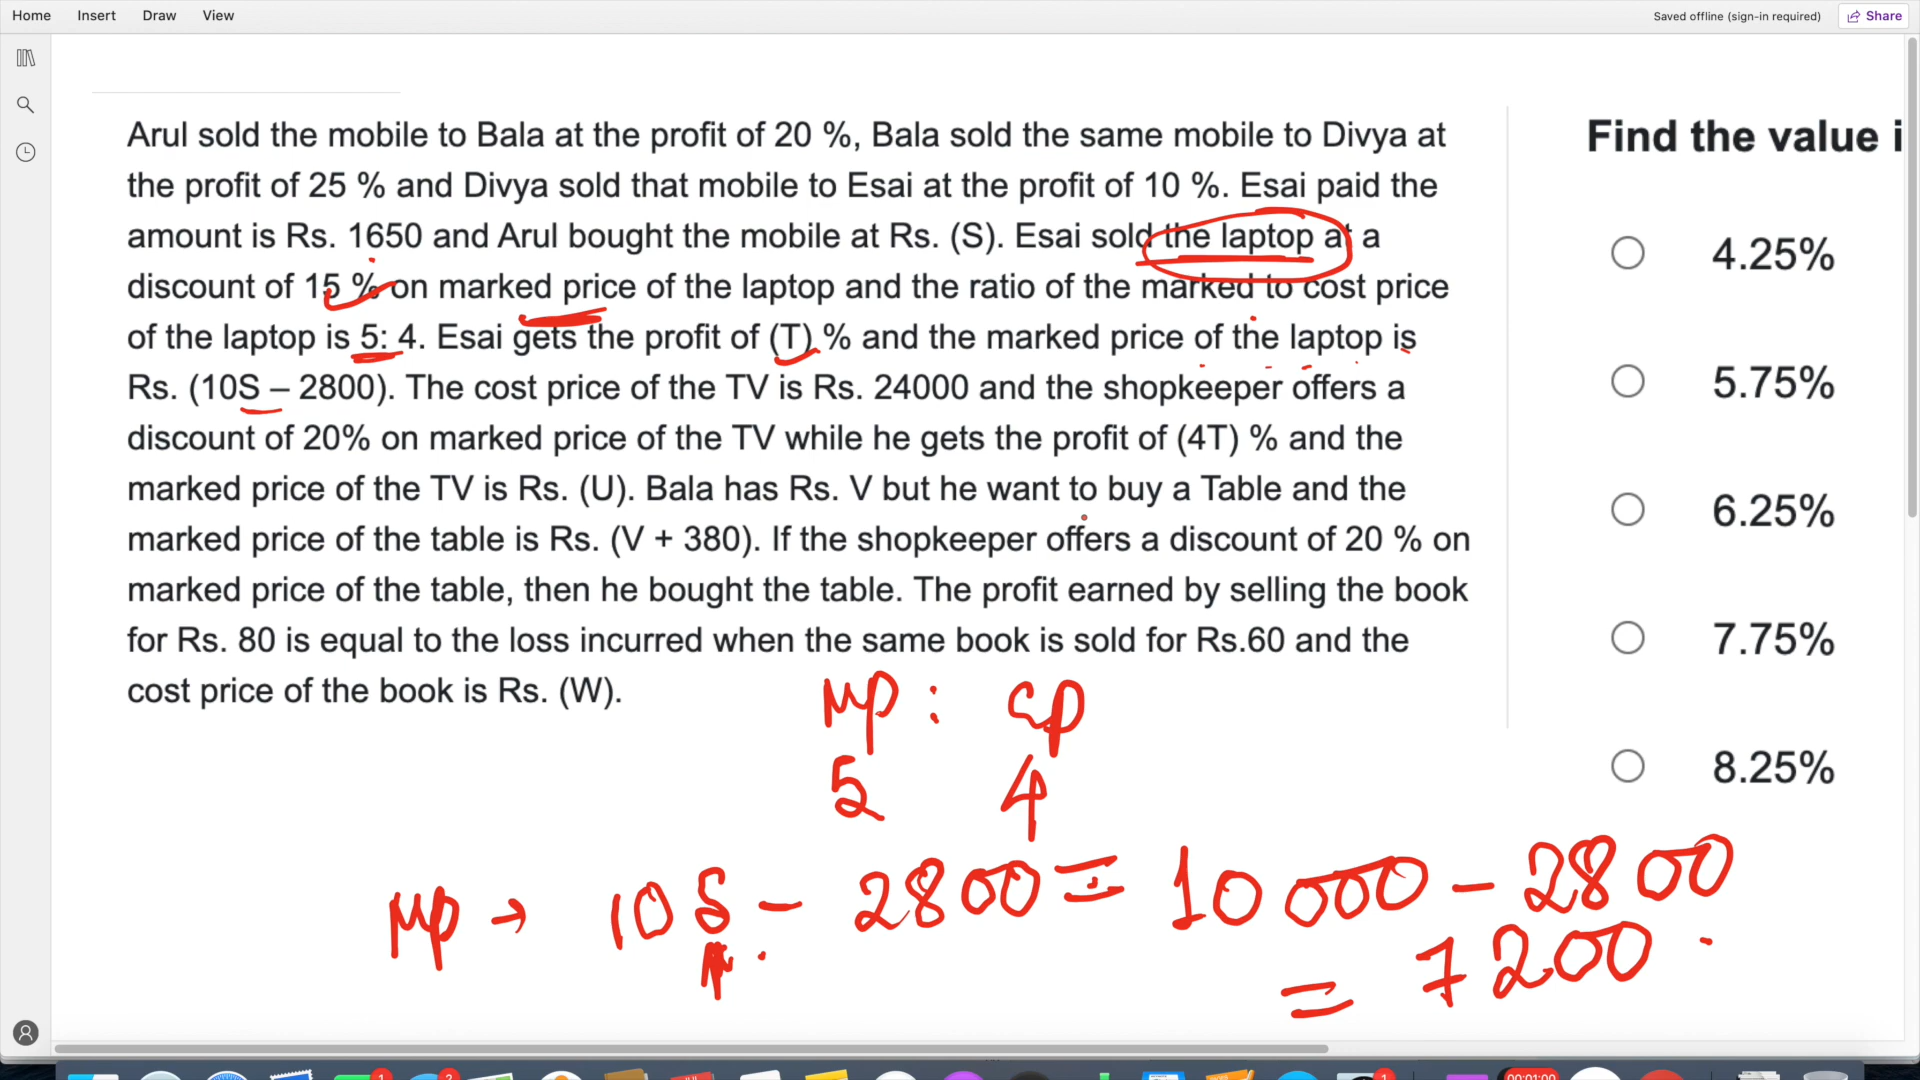 Home Insert Draw View Saved offline (sign-in required) Share
Arul sold the mobile to Bala at the profit of 20 %, Bala sold the same mobile to Divya at
the profit of 25 % and Divya sold that mobile to Esai at the profit of 10 %. Esai paid the
amount is Rs. 1650 and Arul bought the mobile at Rs. (S). Esai sold the laptop at a
discount of 15 % on marked price of the laptop and the ratio of the marked to cost price
of the laptop is 5: 4. Esai gets the profit of (T) % and the marked price of the laptop is
Rs. (10S – 2800). The cost price of the TV is Rs. 24000 and the shopkeeper offers a
discount of 20% on marked price of the TV while he gets the profit of (4T) % and the
marked price of the TV is Rs. (U). Bala has Rs. V but he want to buy a Table and the
marked price of the table is Rs. (V + 380). If the shopkeeper offers a discount of 20 % on
marked price of the table, then he bought the table. The profit earned by selling the book
for Rs. 80 is equal to the loss incurred when the same book is sold for Rs.60 and the
cost price of the book is Rs. (W).
Find the value i
4.25%
5.75%
6.25%
7.75%
8.25%
MP : CP
5 4
MP → 10S - 2800 = 10000 - 2800
= 7200
1 2 1 00:01:00